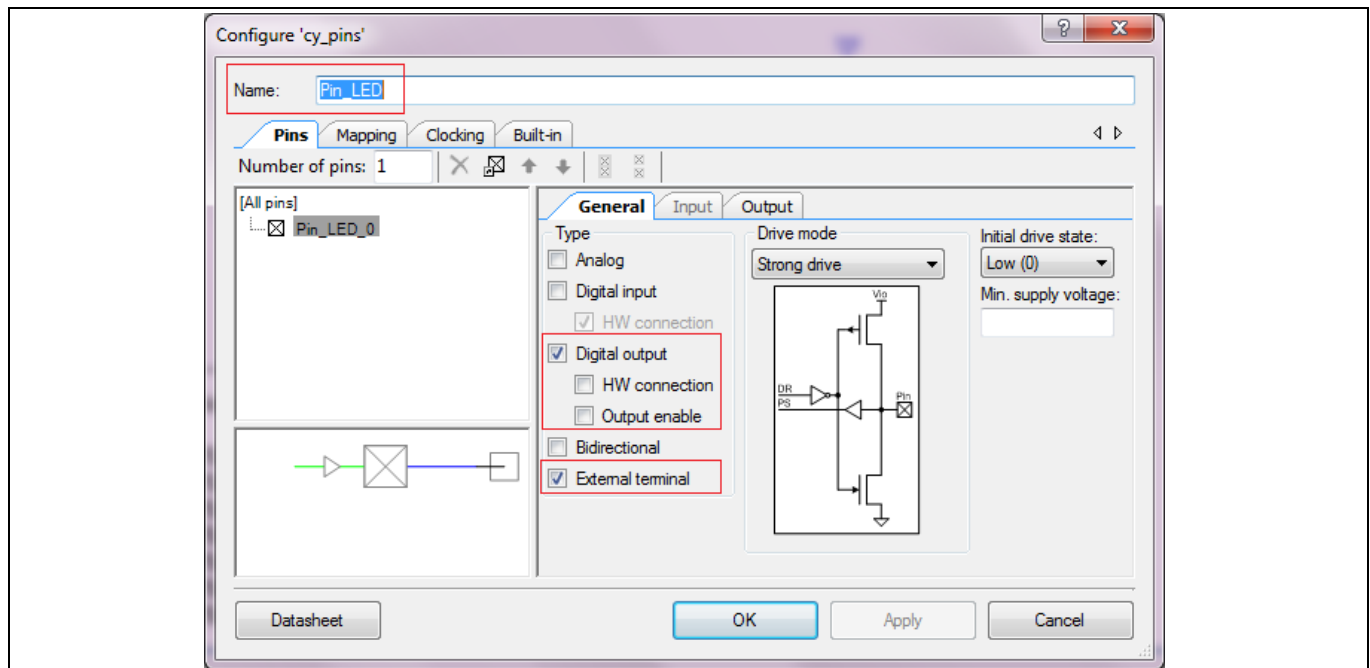 Configure 'cy_pins'
Name: Pin_LED
Pins Mapping Clocking Built-in
Number of pins: 1
[All pins]
Pin_LED_0
General Input Output
Type
Analog
Digital input
HW connection
Digital output
HW connection
Output enable
Bidirectional
External terminal
Drive mode
Strong drive
Vio
DR
PS
Pin
Initial drive state:
Low (0)
Min. supply voltage:
Datasheet OK Apply Cancel